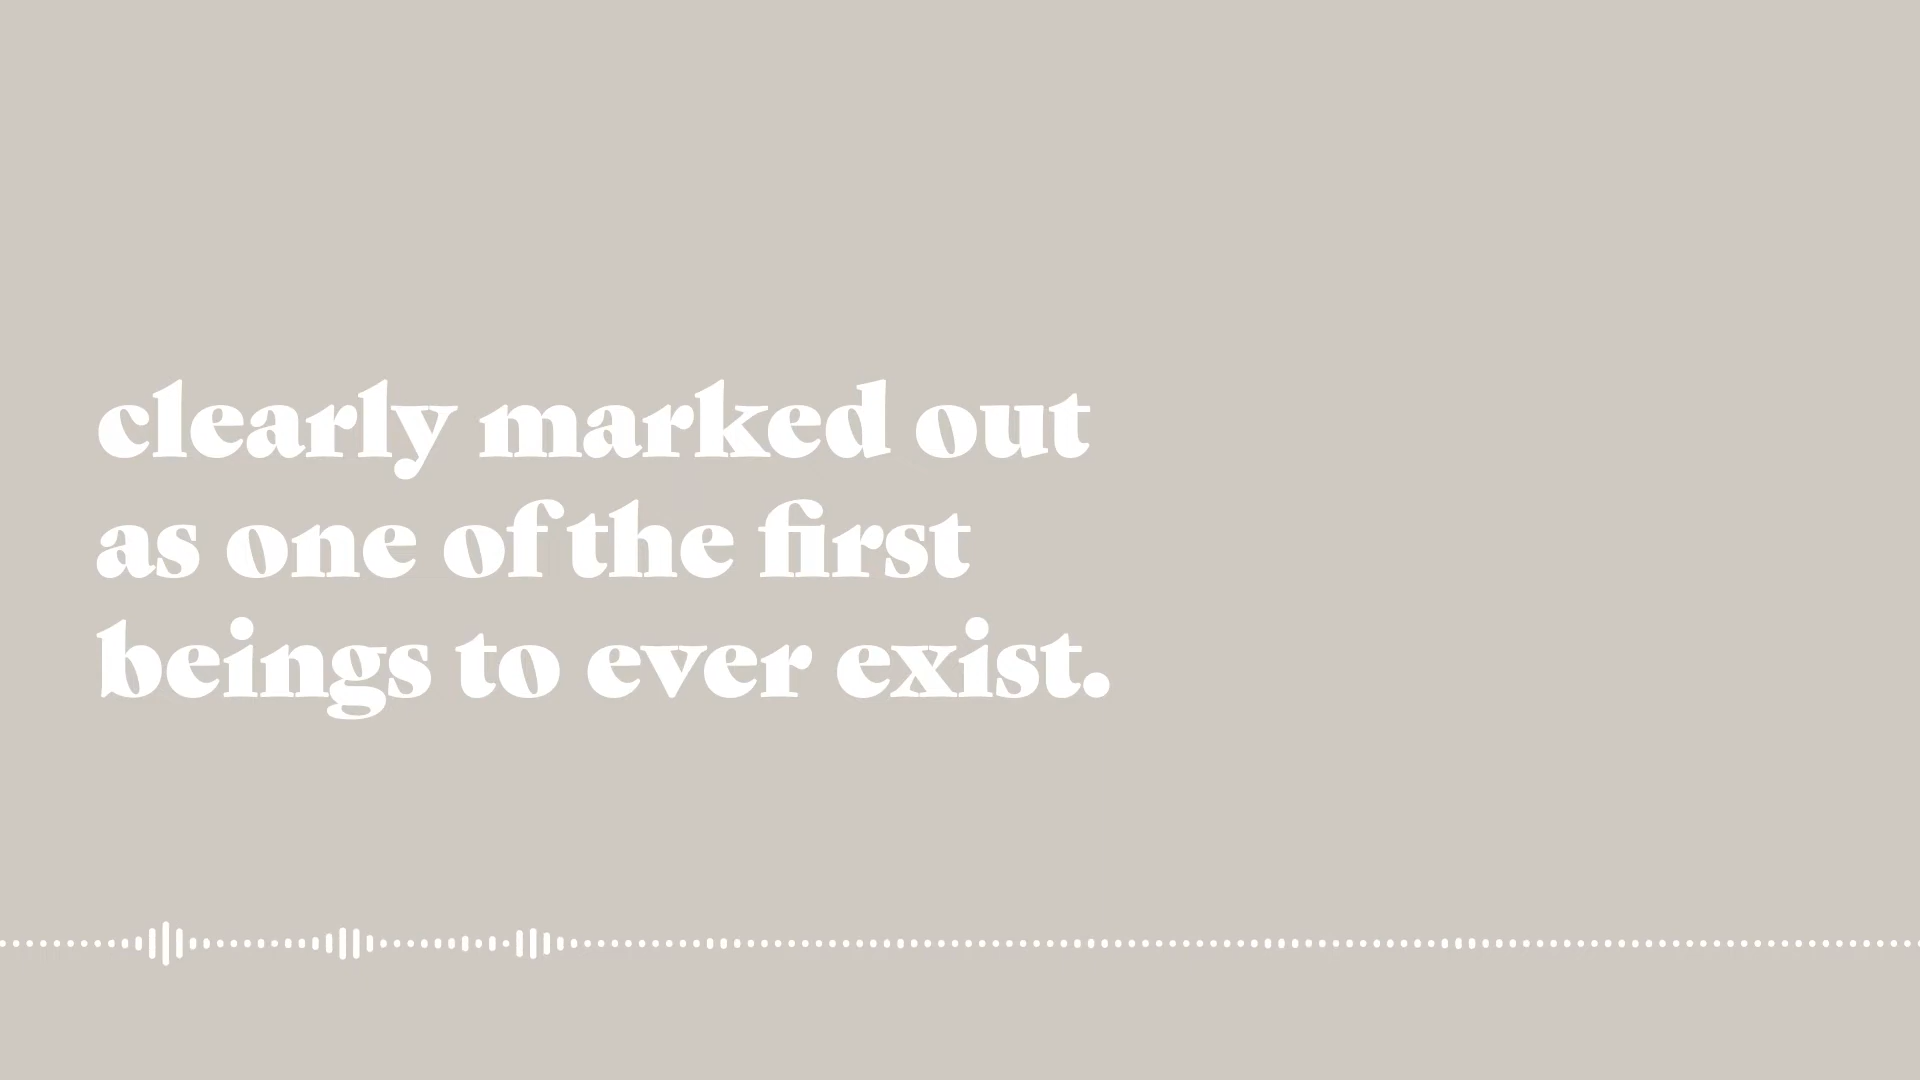 clearly marked out
as one of the first
beings to ever exist.